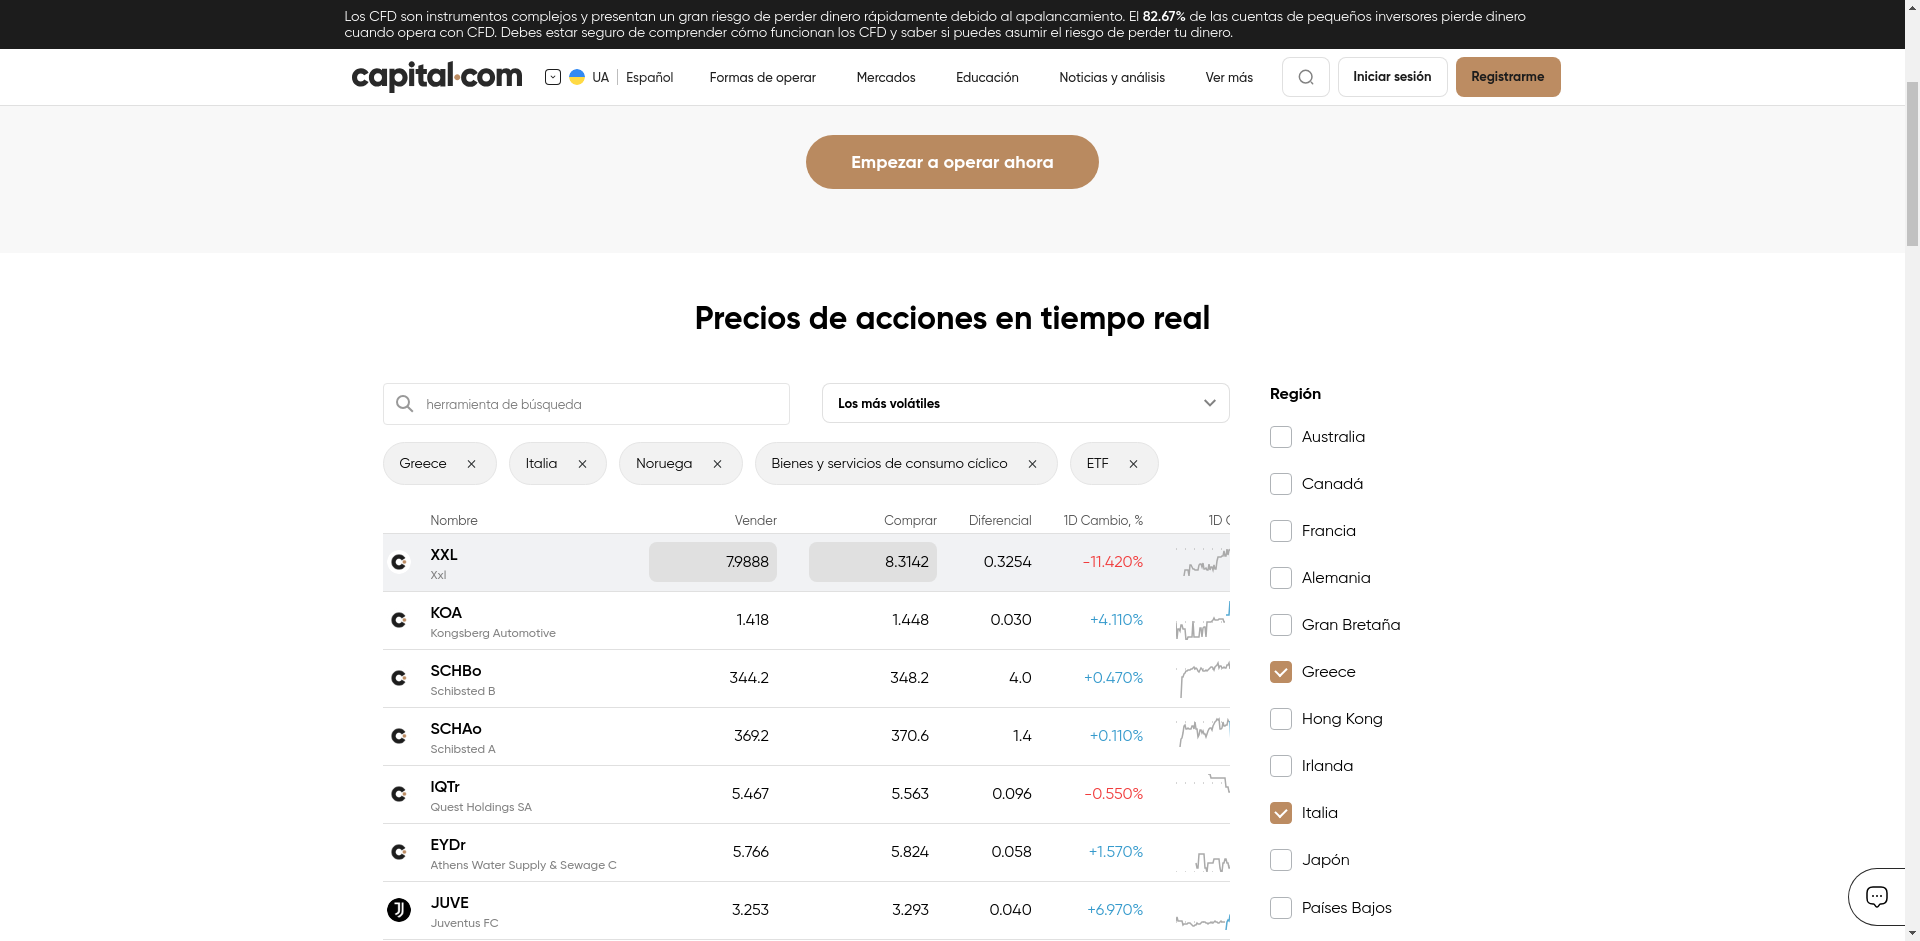 Los CFD son instrumentos complejos y presentan un gran riesgo de perder dinero rápidamente debido al apalancamiento. El 82.67% de las cuentas de pequeños inversores pierde dinero
cuando opera con CFD. Debes estar seguro de comprender cómo funcionan los CFD y saber si puedes asumir el riesgo de perder tu dinero.
capital.com UA Español Formas de operar Mercados Educación Noticias y análisis Ver más Iniciar sesión Registrarme
Empezar a operar ahora
Precios de acciones en tiempo real
herramienta de búsqueda Los más volátiles
Greece Italia Noruega Bienes y servicios de consumo cíclico ETF
Nombre Vender Comprar Diferencial 1D Cambio, % 1D
XXL 7.9888 8.3142 0.3254 -11.420%
Xxl
KOA 1.418 1.448 0.030 +4.110%
Kongsberg Automotive
SCHBo 344.2 348.2 4.0 +0.470%
Schibsted B
SCHAo 369.2 370.6 1.4 +0.110%
Schibsted A
IQTr 5.467 5.563 0.096 -0.550%
Quest Holdings SA
EYDr 5.766 5.824 0.058 +1.570%
Athens Water Supply & Sewage C
JUVE 3.253 3.293 0.040 +6.970%
Juventus FC
Región
Australia
Canadá
Francia
Alemania
Gran Bretaña
Greece
Hong Kong
Irlanda
Italia
Japón
Países Bajos